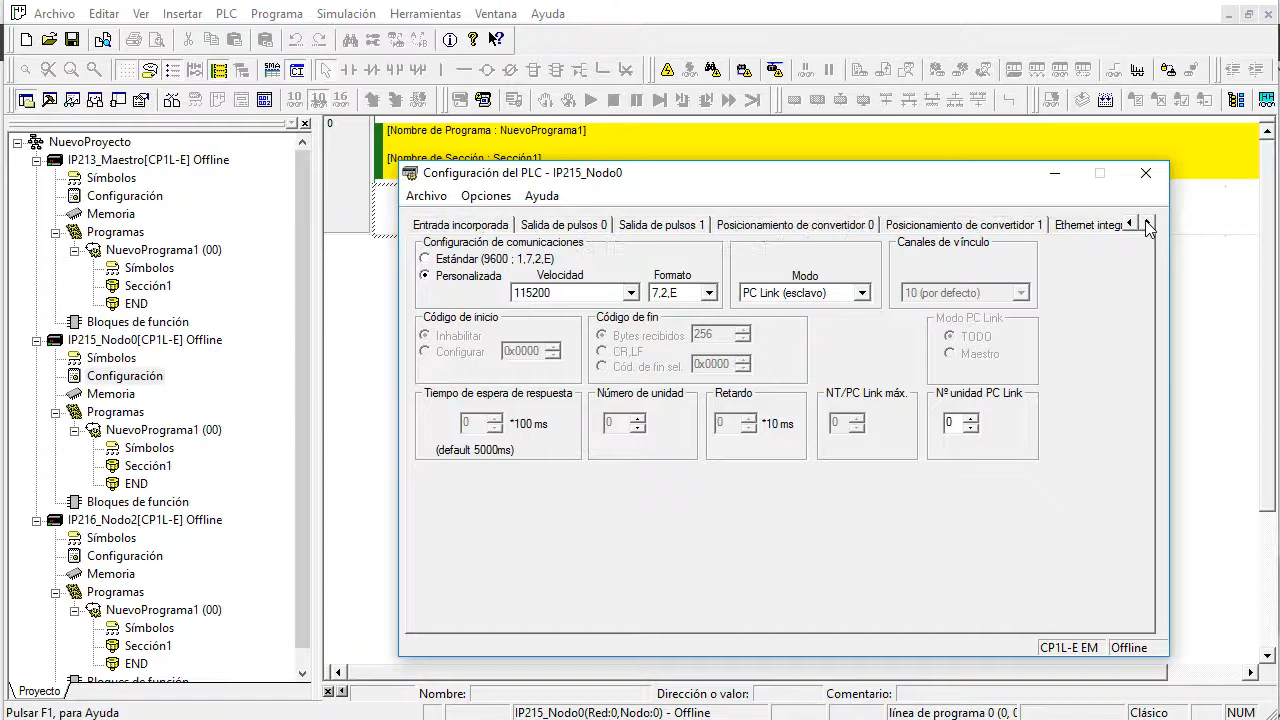 Archivo Editar Ver Insertar PLC Programa Simulación Herramientas Ventana Ayuda
10 10 16
NuevoProyecto
IP213_Maestro[CP1L-E] Offline
Símbolos
Configuración
Memoria
Programas
NuevoPrograma1 (00)
Símbolos
Sección1
END
Bloques de función
IP215_Nodo0[CP1L-E] Offline
Símbolos
Configuración
Memoria
Programas
NuevoPrograma1 (00)
Símbolos
Sección1
END
Bloques de función
IP216_Nodo2[CP1L-E] Offline
Símbolos
Configuración
Memoria
Programas
NuevoPrograma1 (00)
Símbolos
Sección1
END
Bloques de función
Proyecto
0
[Nombre de Programa : NuevoPrograma1]
[Nombre de Sección : Sección1]
Configuración del PLC - IP215_Nodo0
Archivo Opciones Ayuda
Entrada incorporada Salida de pulsos 0 Salida de pulsos 1 Posicionamiento de convertidor 0 Posicionamiento de convertidor 1 Ethernet integr
Configuración de comunicaciones
Estándar (9600 ; 1,7,2,E)
Personalizada
Velocidad
115200
Formato
7,2,E
Modo
PC Link (esclavo)
Canales de vínculo
10 (por defecto)
Código de inicio
Inhabilitar
Configurar
0x0000
Código de fin
Bytes recibidos 256
CR,LF
Cód. de fin sel. 0x0000
Modo PC Link
TODO
Maestro
Tiempo de espera de respuesta
0 *100 ms
(default 5000ms)
Número de unidad
0
Retardo
0 *10 ms
NT/PC Link máx.
0
Nº unidad PC Link
0
CP1L-E EM Offline
Nombre: Dirección o valor: Comentario:
Pulsar F1, para Ayuda IP215_Nodo0(Red:0,Nodo:0) - Offline línea de programa 0 (0, 0 Clásico NUM